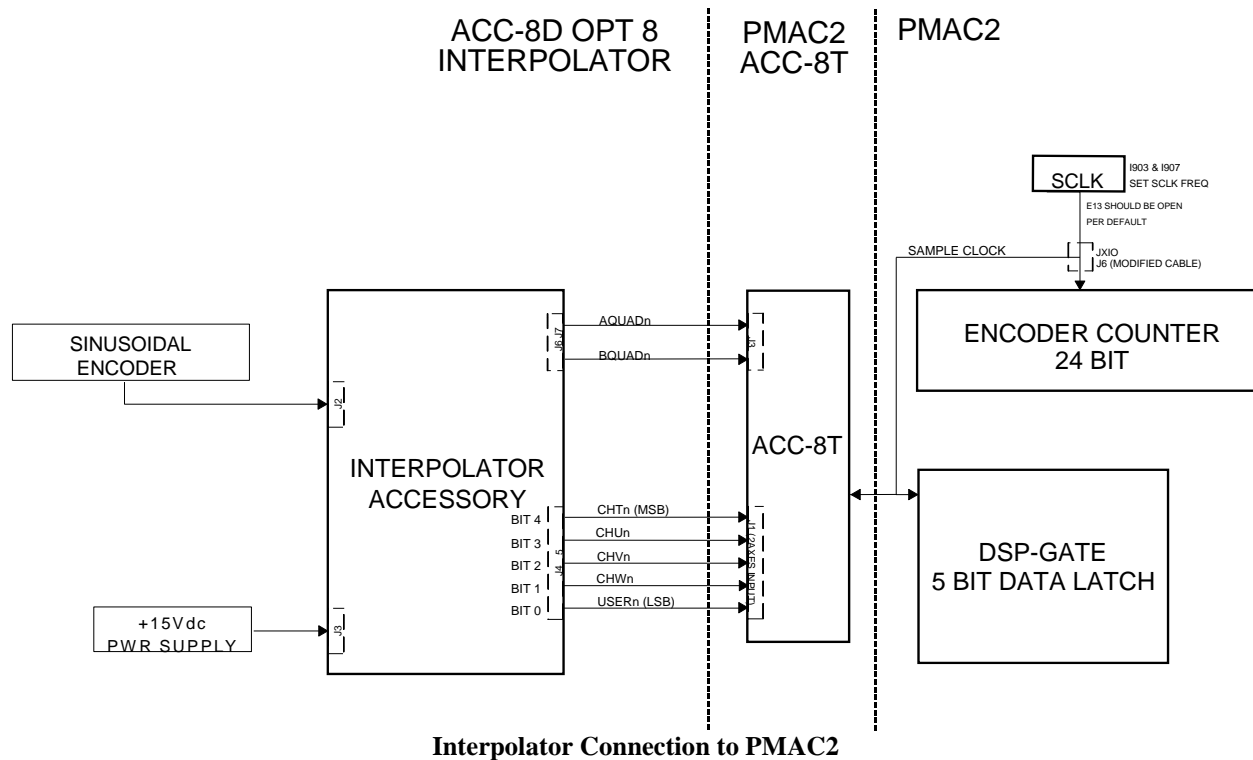 ACC-8D OPT 8
INTERPOLATOR
PMAC2
ACC-8T
PMAC2
SCLK
I903 & I907
SET SCLK FREQ
E13 SHOULD BE OPEN
PER DEFAULT
SAMPLE CLOCK
JXIO
J6 (MODIFIED CABLE)
ENCODER COUNTER
24 BIT
SINUSOIDAL
ENCODER
J2
INTERPOLATOR
ACCESSORY
J6 J7
AQUADn
BQUADn
J3
ACC-8T
BIT 4
BIT 3
BIT 2
BIT 1
BIT 0
J4 5
CHTn (MSB)
CHUn
CHVn
CHWn
USERn (LSB)
J1 (2AXES INPUT)
DSP-GATE
5 BIT DATA LATCH
+15Vdc
PWR SUPPLY
J3
Interpolator Connection to PMAC2